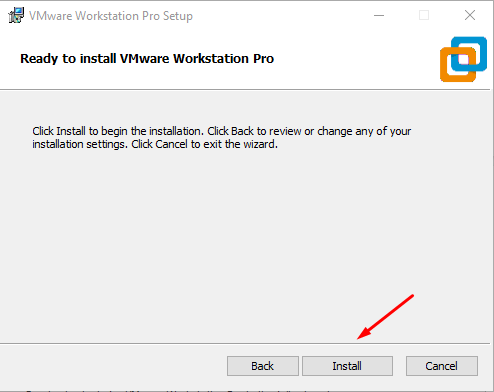 VMware Workstation Pro Setup
Ready to install VMware Workstation Pro
Click Install to begin the installation. Click Back to review or change any of your
installation settings. Click Cancel to exit the wizard.
Back Install Cancel